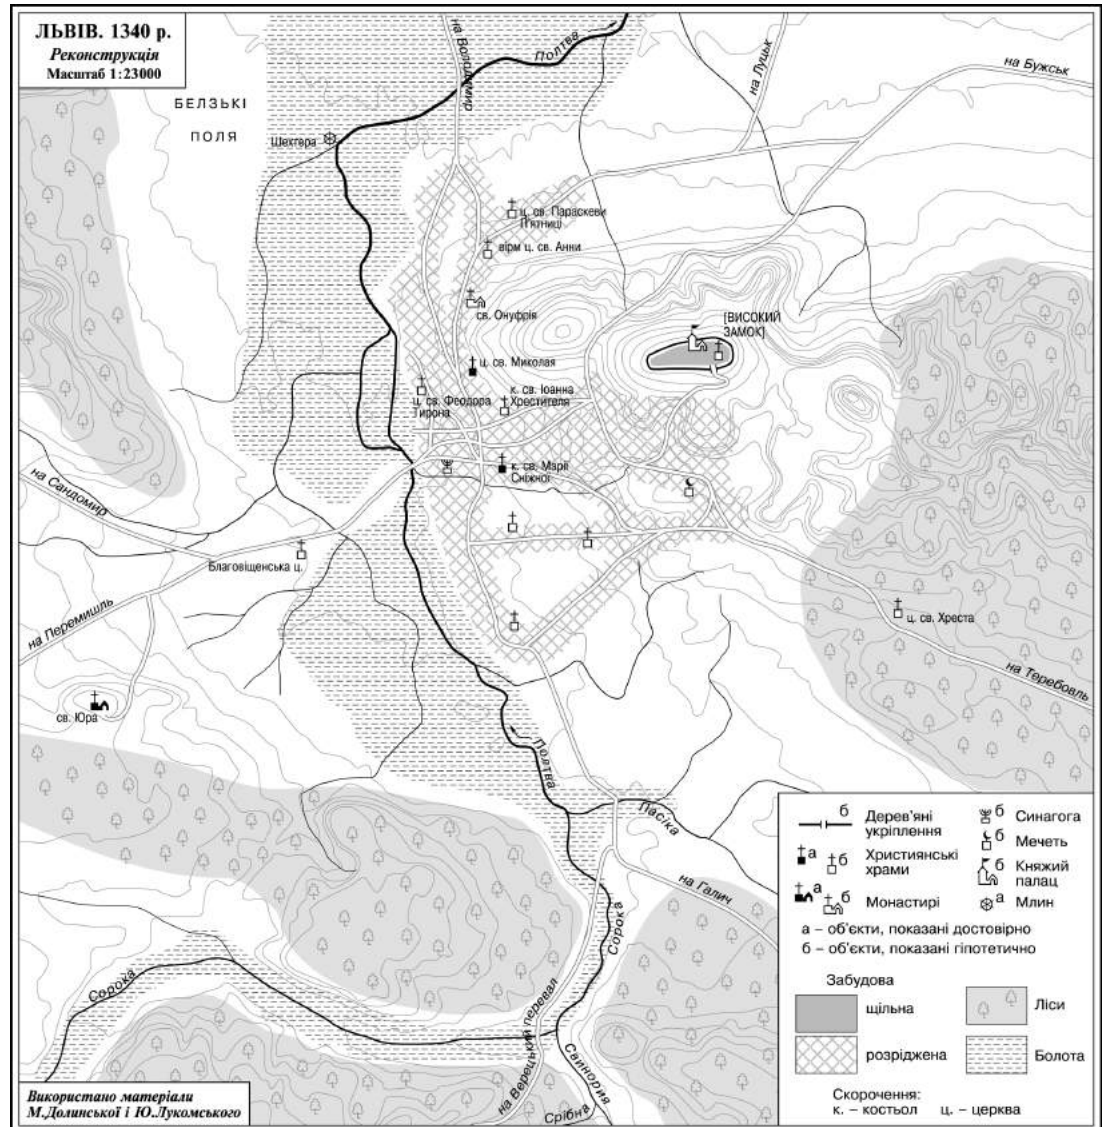 ЛЬВІВ. 1340 р.
Реконструкція
Масштаб 1:23000
БЕЛЗЬКІ
ПОЛЯ
на Володимир
Полтва
на Луцьк
на Бужськ
Шехтера
ц. св. Параскеви
П'ятниці
вірм ц. св. Анни
св. Онуфрія
[ВИСОКИЙ
ЗАМОК]
ц. св. Миколая
к. св. Іоанна
Хрестителя
ц. св. Феодора
Тирона
к. св. Марії
Сніжної
на Сандомир
Благовіщенська ц.
на Перемишль
ц. св. Хреста
на Теребовль
св. Юра
Полтва
Пасіка
на Галич
Сорока
Сорока
на Верецький перевал
Свинория
Срібна
б Дерев'яні
укріплення
а б Християнські
храми
а б Монастирі
б Синагога
б Мечеть
б Княжий
палац
а Млин
а – об'єкти, показані достовірно
б – об'єкти, показані гіпотетично
Забудова
щільна
розріджена
Ліси
Болота
Скорочення:
к. – костьол ц. – церква
Використано матеріали
М.Долинської і Ю.Лукомського